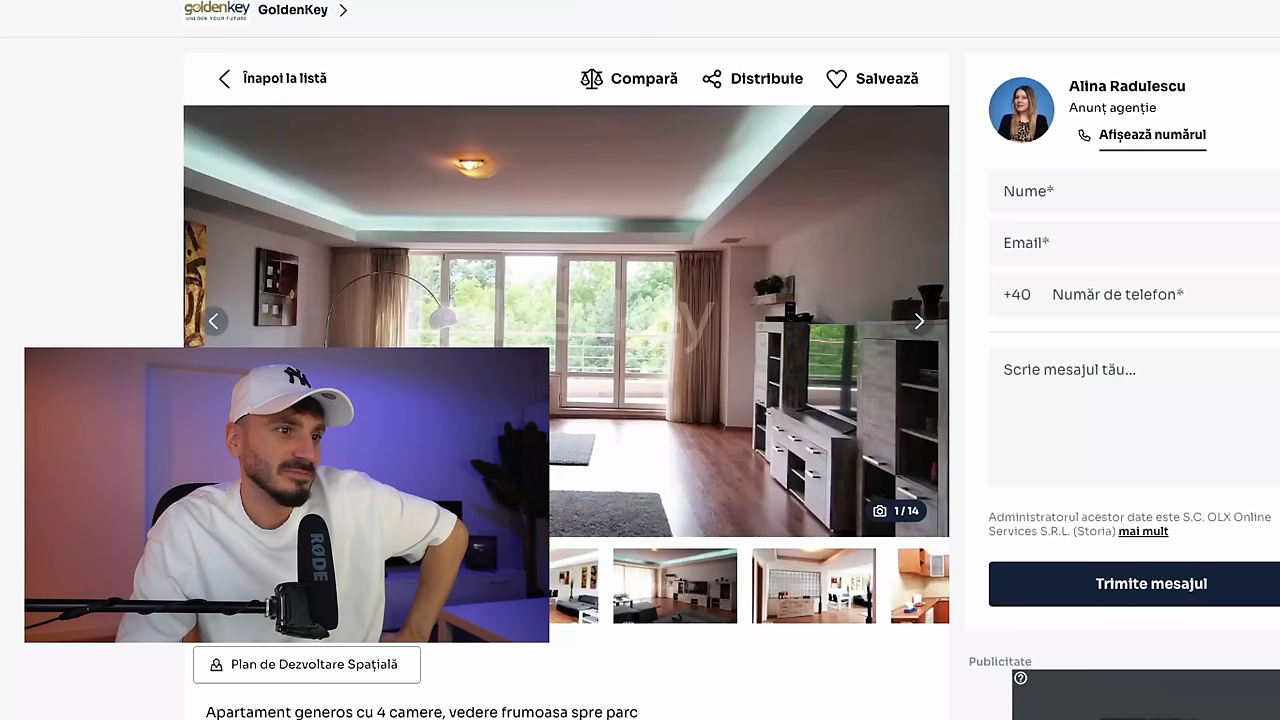 goldenkey
UNLOCK YOUR FUTURE
GoldenKey
Înapoi la listă
Compară
Distribuie
Salvează
Alina Radulescu
Anunț agenție
Afișează numărul
Nume*
Email*
+40 Număr de telefon*
Scrie mesajul tău...
1 / 14
RØDE
Administratorul acestor date este S.C. OLX Online
Services S.R.L. (Storia) mai mult
Trimite mesajul
Plan de Dezvoltare Spațială
Publicitate
Apartament generos cu 4 camere, vedere frumoasa spre parc